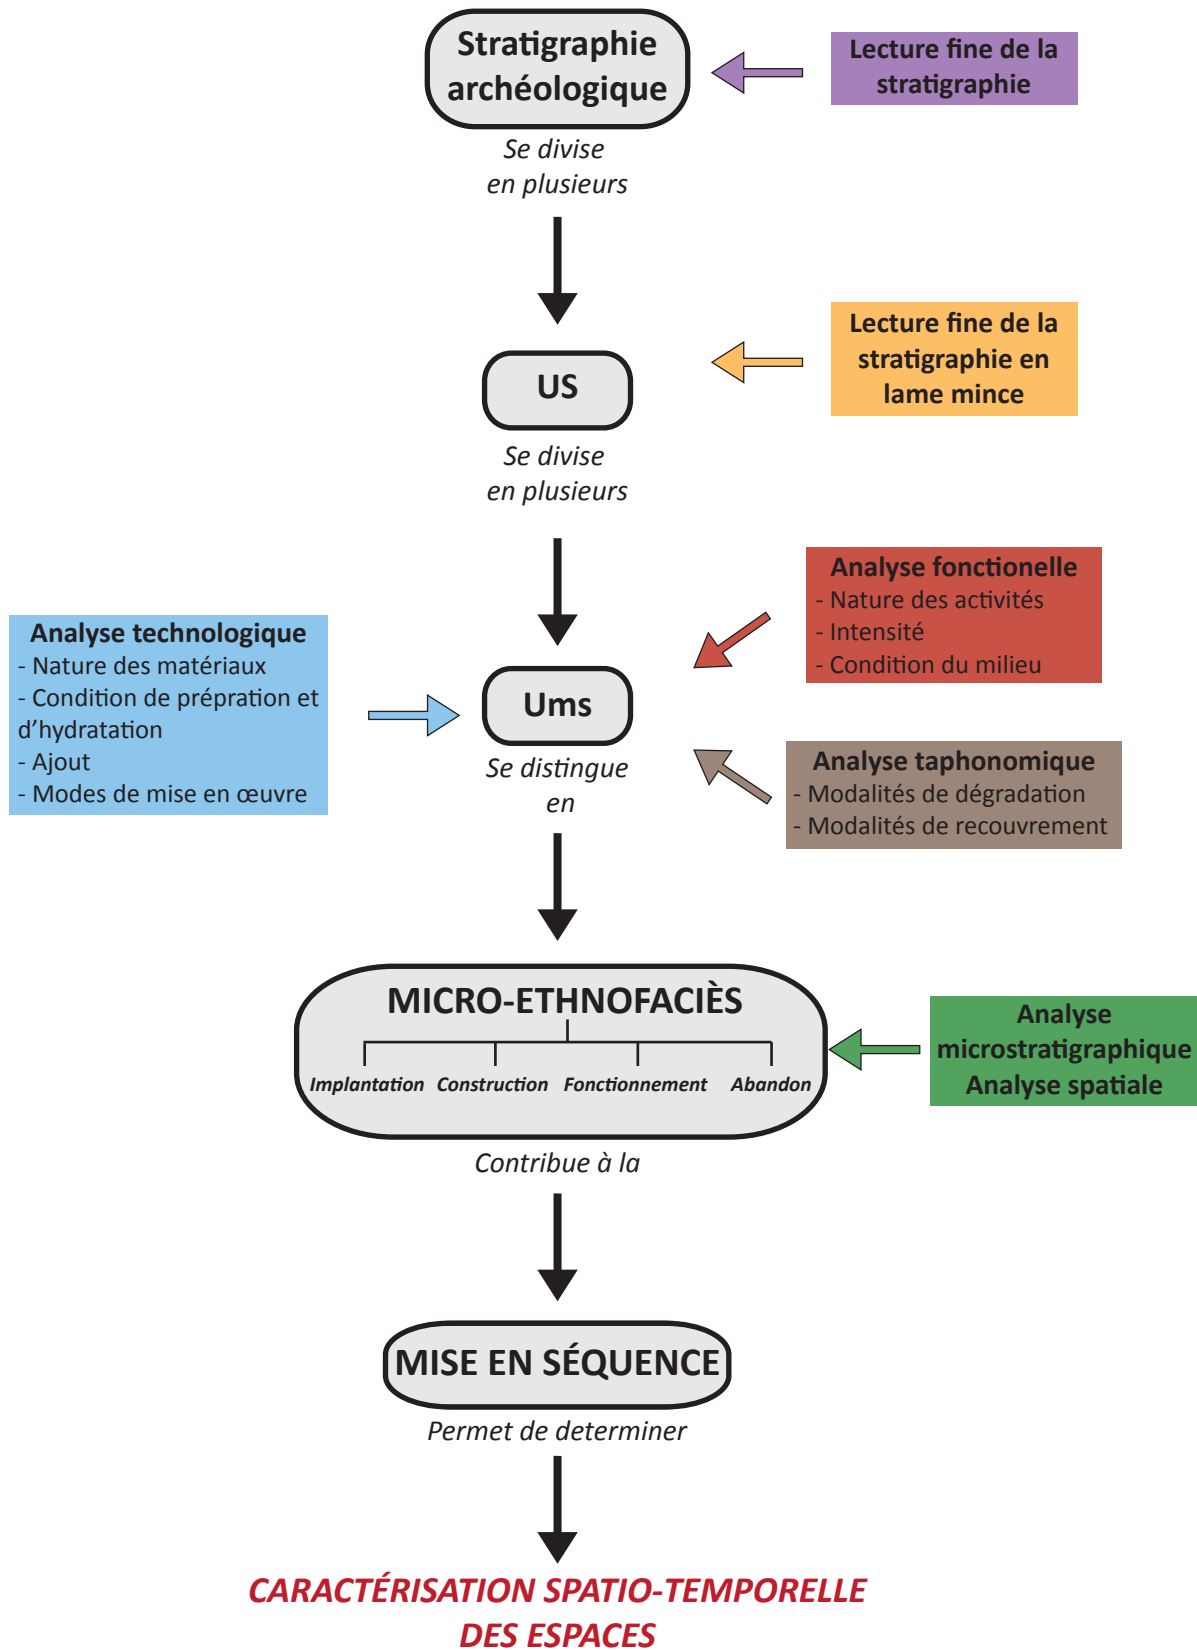 Stratigraphie
archéologique
Lecture fine de la
stratigraphie
Se divise
en plusieurs
Lecture fine de la
stratigraphie en
lame mince
US
Se divise
en plusieurs
Analyse fonctionelle
- Nature des activités
- Intensité
- Condition du milieu
Analyse technologique
- Nature des matériaux
- Condition de prépration et
d'hydratation
- Ajout
- Modes de mise en œuvre
Ums
Se distingue
en
Analyse taphonomique
- Modalités de dégradation
- Modalités de recouvrement
MICRO-ETHNOFACIÈS
Implantation Construction Fonctionnement Abandon
Analyse
microstratigraphique
Analyse spatiale
Contribue à la
MISE EN SÉQUENCE
Permet de determiner
CARACTÉRISATION SPATIO-TEMPORELLE
DES ESPACES